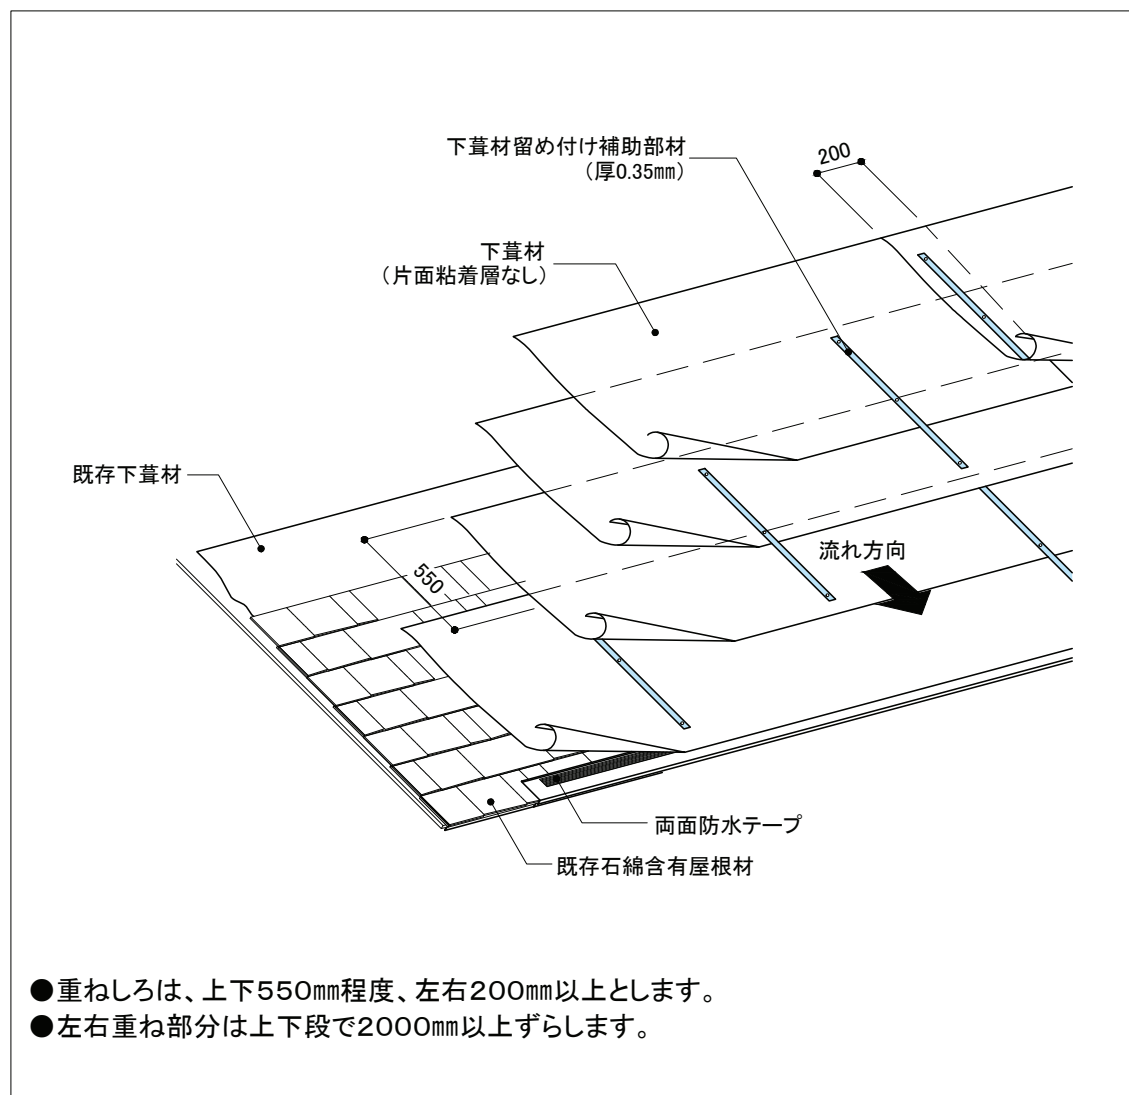 下葺材留め付け補助部材
（厚0.35㎜）
200
下葺材
（片面粘着層なし）
既存下葺材
550
流れ方向
両面防水テープ
既存石綿含有屋根材
●重ねしろは、上下550㎜程度、左右200㎜以上とします。
●左右重ね部分は上下段で2000㎜以上ずらします。